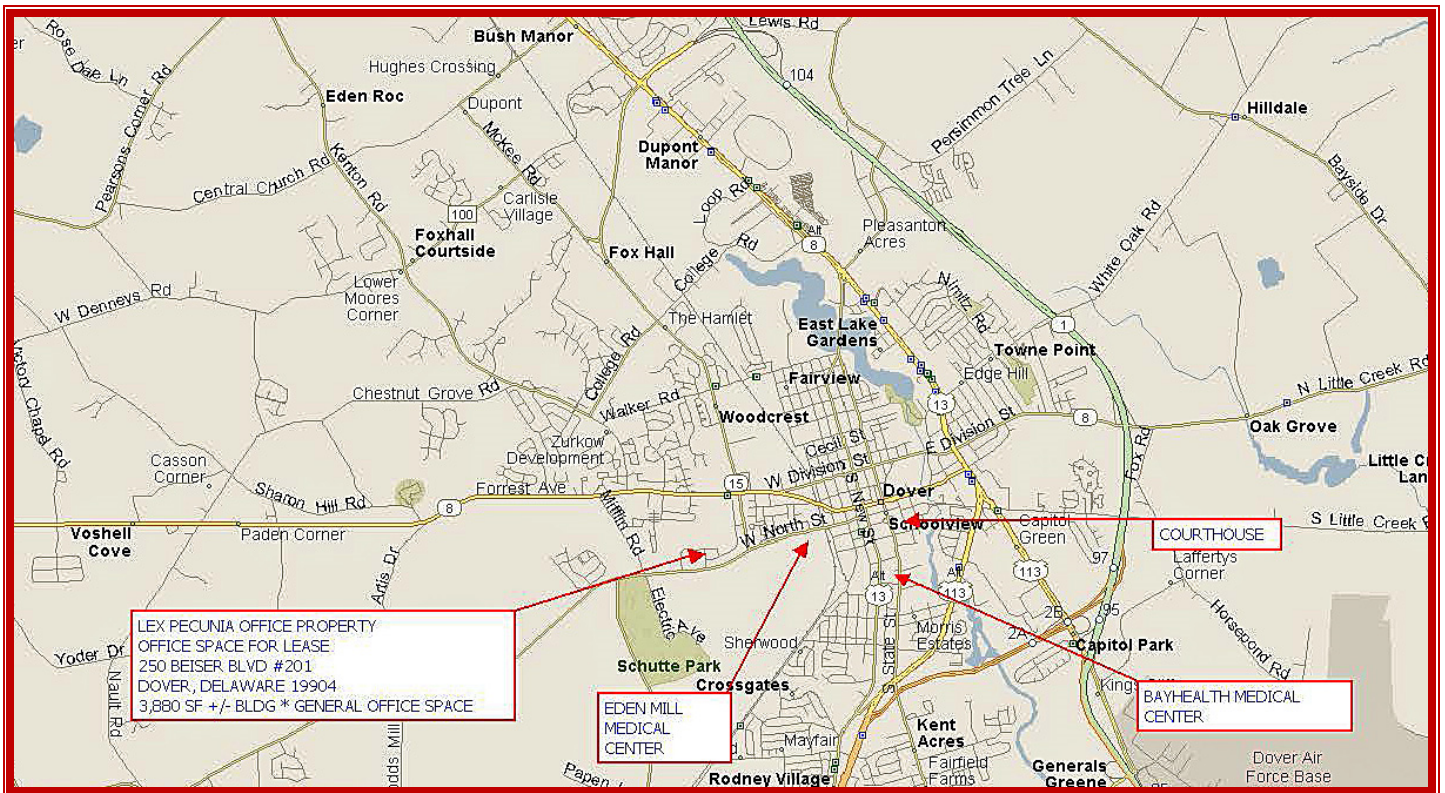 Lewis Rd
Bush Manor
Rose Dale Ln
Hughes Crossing
104
Pearsons Corner Rd
Eden Roc
Dupont
Persimmon Tree Ln
Hilldale
McKee Rd
Dupont
Manor
Kenton Rd
Central Church Rd
Bayside Dr
Carlisle
Village
Loop Rd
100
Foxhall
Courtside
Alt
8
Pleasanton
Acres
White Oak Rd
Fox Hall
College Rd
Lower
Moores
Corner
W Denneys Rd
Nimitz Rd
The Hamlet
East Lake
Gardens
1
Towne Point
Victory Chapel Rd
College Rd
Edge Hill
Chestnut Grove Rd
Fairview
N Little Creek Rd
Walker Rd
13
Woodcrest
8
Oak Grove
Zurkow
Development
Cecil St
E Division St
Casson
Corner
W Division St
Fox Rd
Sharon Hill Rd
Forrest Ave
15
S New St
Dover
8
Mifflin Rd
Voshell
Cove
Paden Corner
W North St
Schoolview
Capitol
Green
S Little Creek
COURTHOUSE
Artis Dr
97
Laffertys
Corner
Alt
13
Alt
113
113
Electric Ave
2B
95
Horsepond Rd
LEX PECUNIA OFFICE PROPERTY
OFFICE SPACE FOR LEASE
250 BEISER BLVD #201
DOVER, DELAWARE 19904
3,880 SF +/- BLDG * GENERAL OFFICE SPACE
Sherwood
Morris
Estates
2A
Capitol Park
Yoder Dr
Schutte Park
S State St
Nault Rd
Crossgates
EDEN MILL
MEDICAL
CENTER
BAYHEALTH MEDICAL
CENTER
Kent
Acres
Mayfair
Fairfield
Farms
Rodney Village
Generals
Greene
Dover Air
Force Base